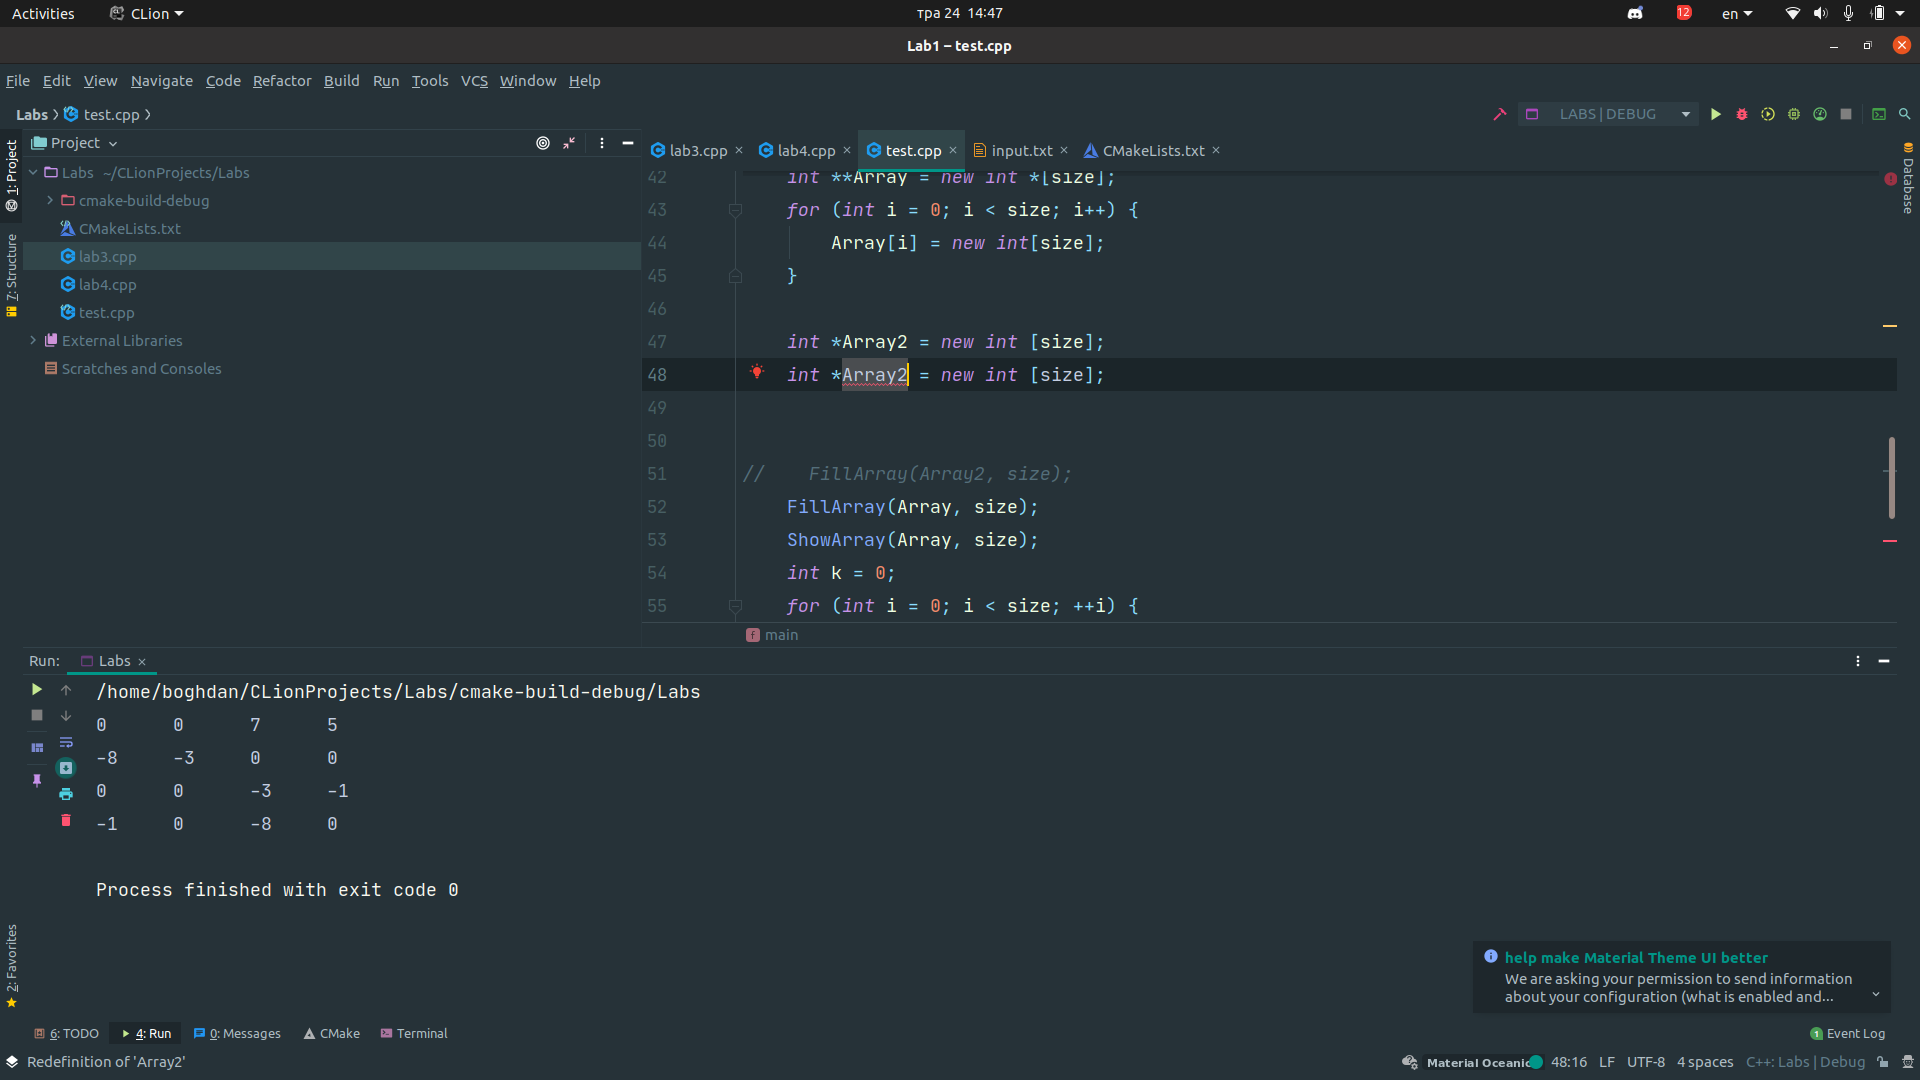 Activities CLion тра 24 14:47 12 en
Lab1 – test.cpp
File Edit View Navigate Code Refactor Build Run Tools VCS Window Help
Labs test.cpp LABS | DEBUG
1: Project
7: Structure
2: Favorites
Project
Labs ~/CLionProjects/Labs
cmake-build-debug
CMakeLists.txt
lab3.cpp
lab4.cpp
test.cpp
External Libraries
Scratches and Consoles
lab3.cpp lab4.cpp test.cpp input.txt CMakeLists.txt
Database
42 int **Array = new int *[size];
43 for (int i = 0; i < size; i++) {
44 Array[i] = new int[size];
45 }
46
47 int *Array2 = new int [size];
48 int *Array2 = new int [size];
49
50
51 // FillArray(Array2, size);
52 FillArray(Array, size);
53 ShowArray(Array, size);
54 int k = 0;
55 for (int i = 0; i < size; ++i) {
f main
Run: Labs
/home/boghdan/CLionProjects/Labs/cmake-build-debug/Labs
0 0 7 5
-8 -3 0 0
0 0 -3 -1
-1 0 -8 0
Process finished with exit code 0
help make Material Theme UI better
We are asking your permission to send information
about your configuration (what is enabled and...
6: TODO 4: Run 0: Messages CMake Terminal 1 Event Log
Redefinition of 'Array2' Material Oceanic 48:16 LF UTF-8 4 spaces C++: Labs | Debug